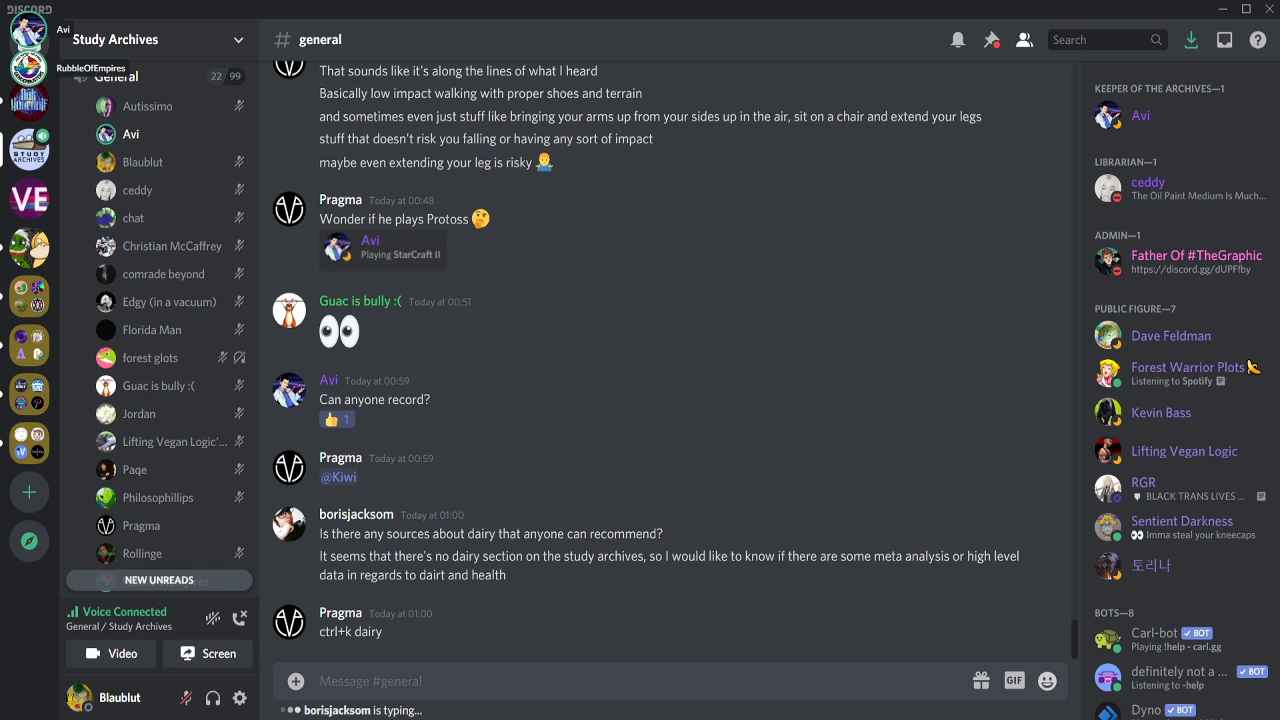 DISCORD
Avi
RubbleOfEmpires
STUDY
ARCHIVES
VE
Study Archives
General
22 99
Autissimo
Avi
Blaublut
ceddy
chat
Christian McCaffrey
comrade beyond
Edgy (in a vacuum)
Florida Man
forest glots
Guac is bully :(
Jordan
Lifting Vegan Logic'...
Paqe
Philosophillips
Pragma
Rollinge
NEW UNREADS
Voice Connected
General / Study Archives
Video
Screen
Blaublut
# general
Search
That sounds like it's along the lines of what I heard
Basically low impact walking with proper shoes and terrain
and sometimes even just stuff like bringing your arms up from your sides up in the air, sit on a chair and extend your legs
stuff that doesn't risk you falling or having any sort of impact
maybe even extending your leg is risky
Pragma Today at 00:48
Wonder if he plays Protoss
Avi
Playing StarCraft II
Guac is bully :( Today at 00:51
Avi Today at 00:59
Can anyone record?
1
Pragma Today at 00:59
@Kiwi
borisjacksom Today at 01:00
Is there any sources about dairy that anyone can recommend?
It seems that there's no dairy section on the study archives, so I would like to know if there are some meta analysis or high level
data in regards to dairt and health
Pragma Today at 01:00
ctrl+k dairy
Message #general
GIF
borisjacksom is typing...
KEEPER OF THE ARCHIVES—1
Avi
LIBRARIAN—1
ceddy
The Oil Paint Medium Is Much...
ADMIN—1
Father Of #TheGraphic
https://discord.gg/dUPFfby
PUBLIC FIGURE—7
Dave Feldman
Forest Warrior Plots
Listening to Spotify
Kevin Bass
Lifting Vegan Logic
RGR
BLACK TRANS LIVES ...
Sentient Darkness
Imma steal your kneecaps
토리나
BOTS—8
Carl-bot BOT
Playing !help - carl.gg
definitely not a ... BOT
Listening to -help
Dyno BOT